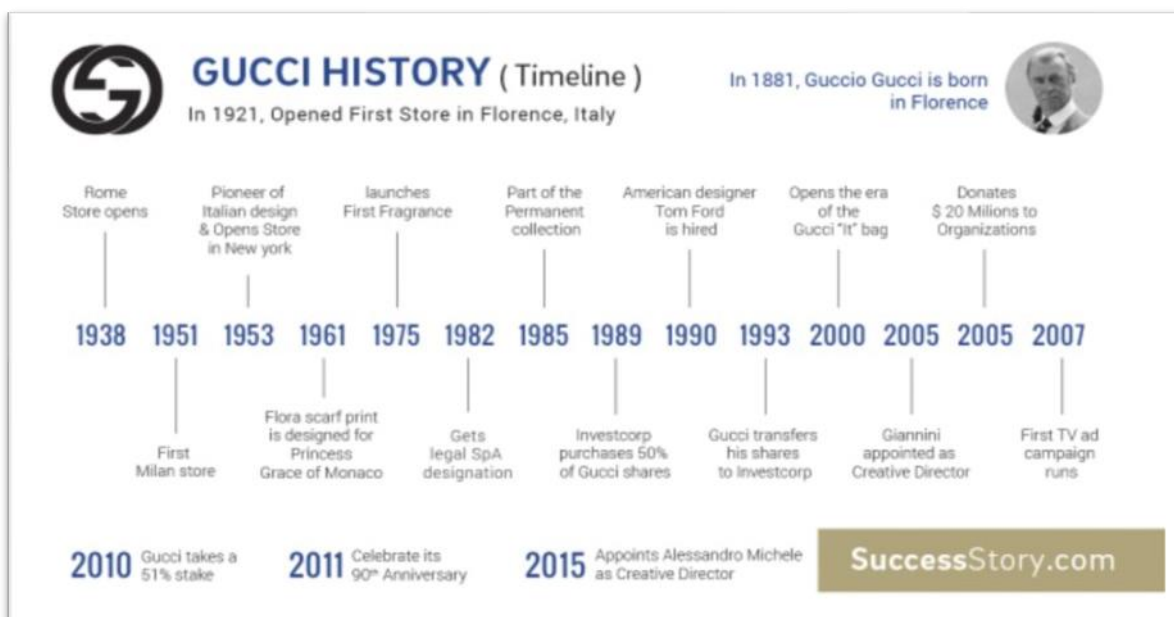 GUCCI HISTORY ( Timeline )
In 1921, Opened First Store in Florence, Italy
In 1881, Guccio Gucci is born
in Florence
Rome
Store opens
Pioneer of
Italian design
& Opens Store
in New york
launches
First Fragrance
Part of the
Permanent
collection
American designer
Tom Ford
is hired
Opens the era
of the
Gucci "It" bag
Donates
$ 20 Milions to
Organizations
1938 1951 1953 1961 1975 1982 1985 1989 1990 1993 2000 2005 2005 2007
First
Milan store
Flora scarf print
is designed for
Princess
Grace of Monaco
Gets
legal SpA
designation
Investcorp
purchases 50%
of Gucci shares
Gucci transfers
his shares
to Investcorp
Giannini
appointed as
Creative Director
First TV ad
campaign
runs
2010 Gucci takes a
51% stake
2011 Celebrate its
90th Anniversary
2015 Appoints Alessandro Michele
as Creative Director
SuccessStory.com